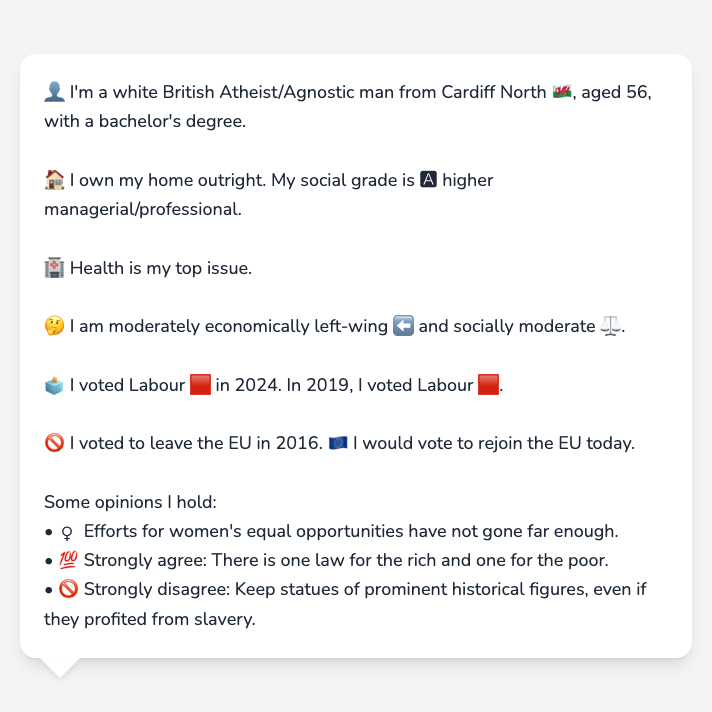 👤 I'm a white British Atheist/Agnostic man from Cardiff North 🏴󠁧󠁢󠁷󠁬󠁳󠁿, aged 56,
with a bachelor's degree.
🏠 I own my home outright. My social grade is 🅰 higher
managerial/professional.
🏥 Health is my top issue.
🤔 I am moderately economically left-wing ⬅️ and socially moderate ⚖️.
🗳️ I voted Labour 🟥 in 2024. In 2019, I voted Labour 🟥.
🚫 I voted to leave the EU in 2016. 🇪🇺 I would vote to rejoin the EU today.
Some opinions I hold:
• ♀ Efforts for women's equal opportunities have not gone far enough.
• 💯 Strongly agree: There is one law for the rich and one for the poor.
• 🚫 Strongly disagree: Keep statues of prominent historical figures, even if
they profited from slavery.